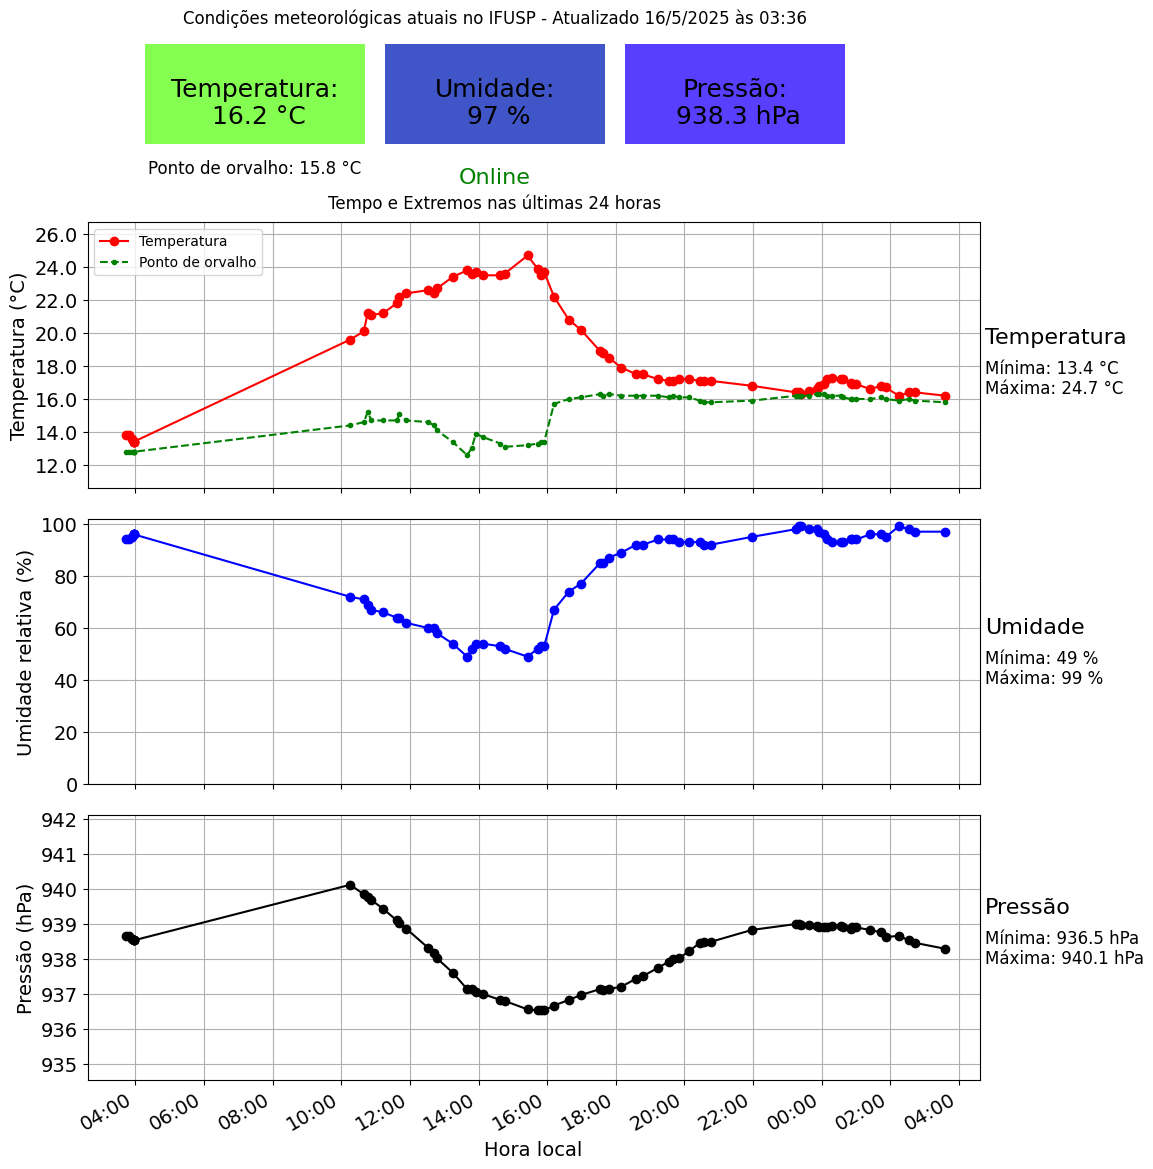 Condições meteorológicas atuais no IFUSP - Atualizado 16/5/2025 às 03:36
Temperatura:
16.2 °C
Umidade:
97 %
Pressão:
938.3 hPa
Ponto de orvalho: 15.8 °C
Online
Tempo e Extremos nas últimas 24 horas
Temperatura (°C)
26.0
24.0
22.0
20.0
18.0
16.0
14.0
12.0
Temperatura
Ponto de orvalho
Temperatura
Mínima: 13.4 °C
Máxima: 24.7 °C
Umidade relativa (%)
100
80
60
40
20
0
Umidade
Mínima: 49 %
Máxima: 99 %
Pressão (hPa)
942
941
940
939
938
937
936
935
Pressão
Mínima: 936.5 hPa
Máxima: 940.1 hPa
04:00 06:00 08:00 10:00 12:00 14:00 16:00 18:00 20:00 22:00 00:00 02:00 04:00
Hora local